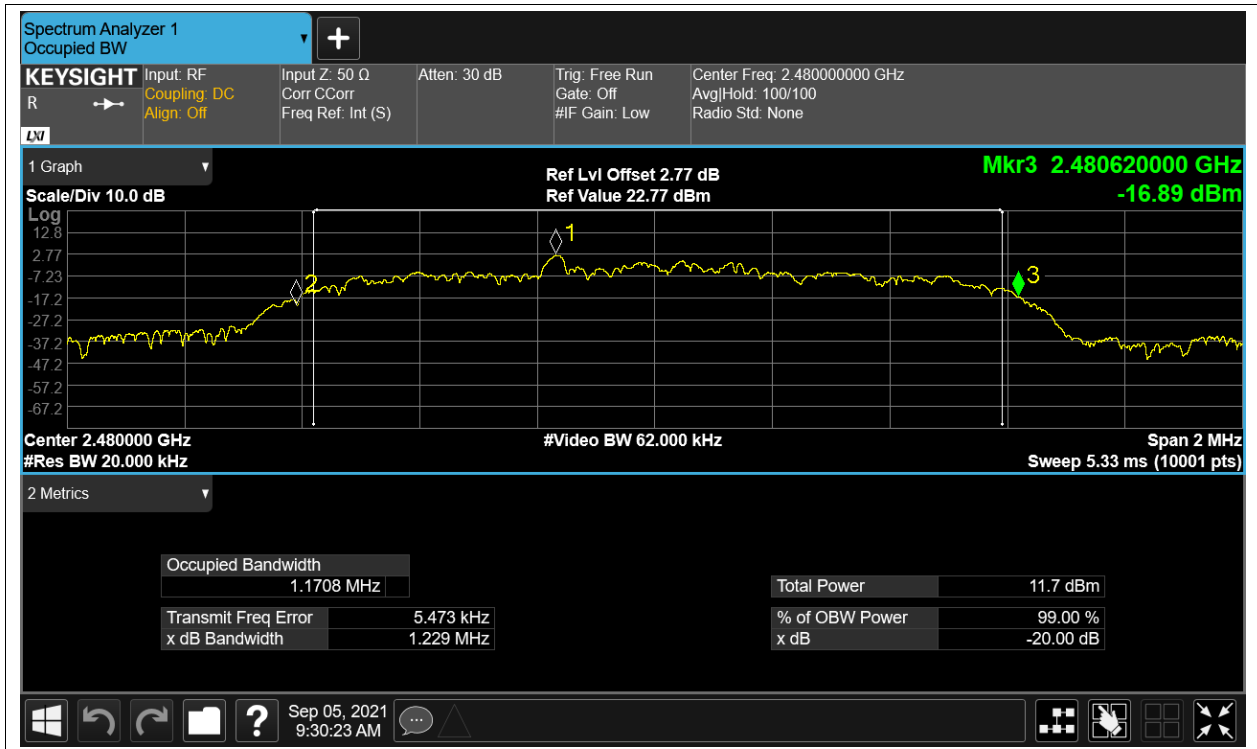 Spectrum Analyzer 1
Occupied BW
KEYSIGHT
R
LXI
Input: RF
Coupling: DC
Align: Off
Input Z: 50 Ω
Corr CCorr
Freq Ref: Int (S)
Atten: 30 dB
Trig: Free Run
Gate: Off
#IF Gain: Low
Center Freq: 2.480000000 GHz
Avg|Hold: 100/100
Radio Std: None
1 Graph
Scale/Div 10.0 dB
Ref Lvl Offset 2.77 dB
Ref Value 22.77 dBm
Mkr3 2.480620000 GHz
-16.89 dBm
Log
12.8
2.77
-7.23
-17.2
-27.2
-37.2
-47.2
-57.2
-67.2
1
2
3
Center 2.480000 GHz
#Res BW 20.000 kHz
#Video BW 62.000 kHz
Span 2 MHz
Sweep 5.33 ms (10001 pts)
2 Metrics
Occupied Bandwidth
1.1708 MHz
Transmit Freq Error 5.473 kHz
x dB Bandwidth 1.229 MHz
Total Power 11.7 dBm
% of OBW Power 99.00 %
x dB -20.00 dB
?
Sep 05, 2021
9:30:23 AM